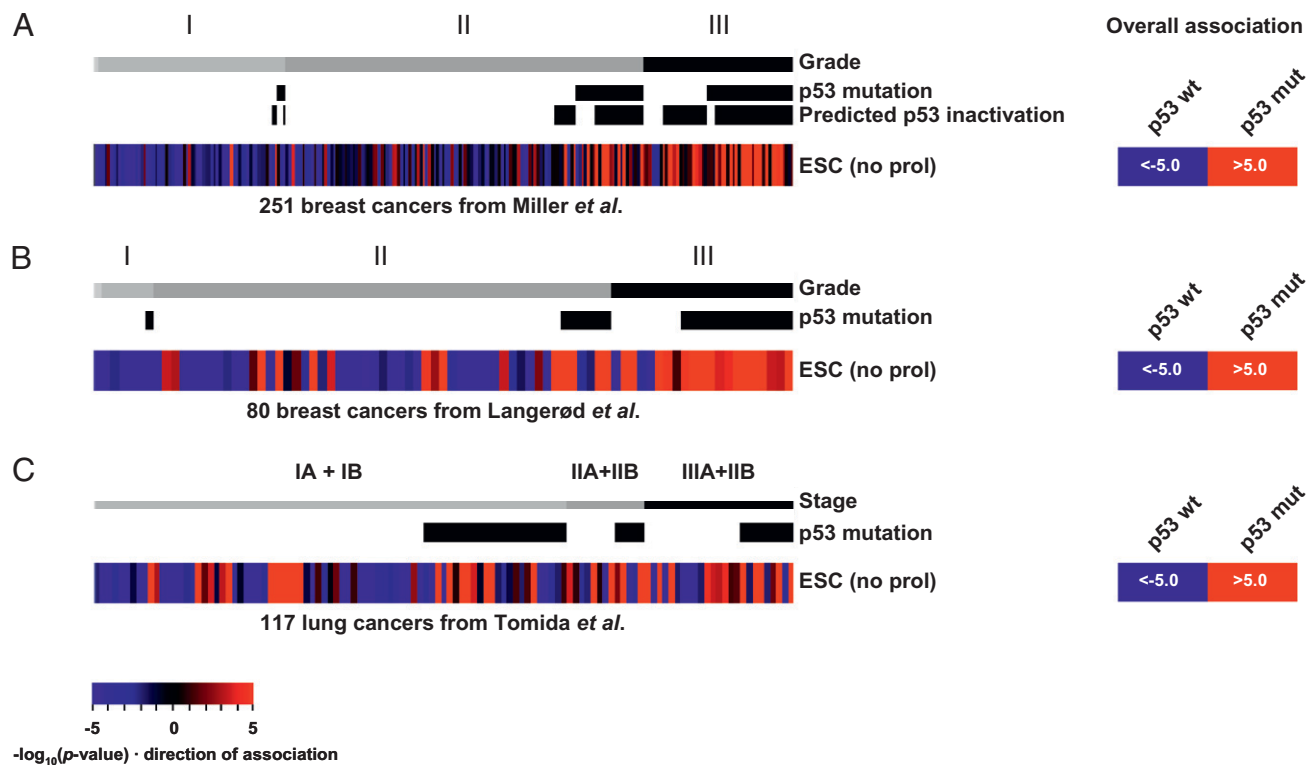 A
I II III
Overall association
Grade
p53 mutation
Predicted p53 inactivation
p53 wt
p53 mut
ESC (no prol)
<-5.0 >5.0
251 breast cancers from Miller et al.
B
I II III
Grade
p53 mutation
p53 wt
p53 mut
ESC (no prol)
<-5.0 >5.0
80 breast cancers from Langerød et al.
C
IA + IB IIA+IIB IIIA+IIB
Stage
p53 mutation
p53 wt
p53 mut
ESC (no prol)
<-5.0 >5.0
117 lung cancers from Tomida et al.
-5 0 5
-log10(p-value) · direction of association